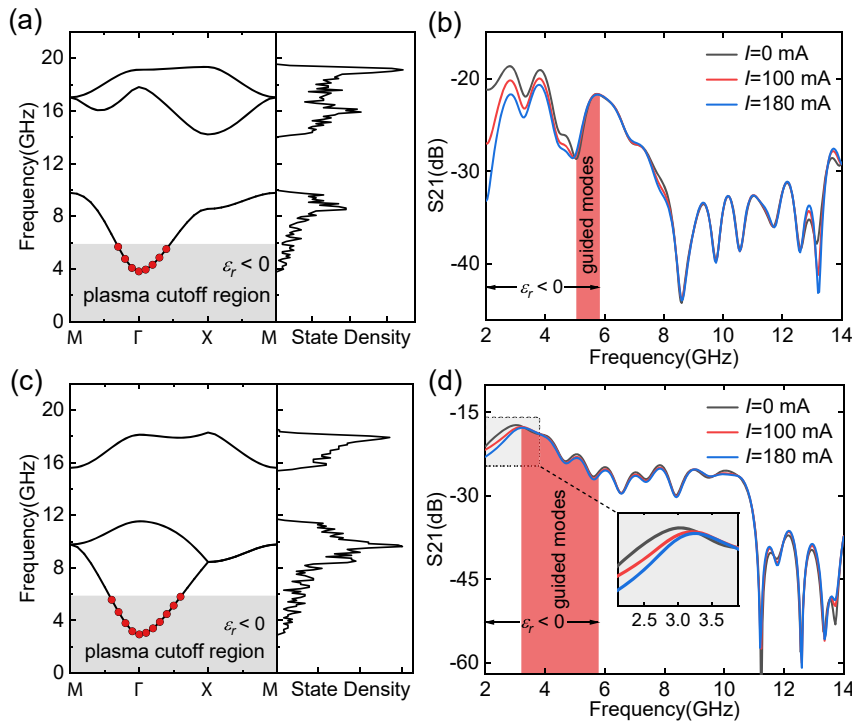 (a)
Frequency(GHz)
20
16
12
8
4
0
εr < 0
plasma cutoff region
M Γ X M State Density
(b)
S21(dB)
-20
-30
-40
I=0 mA
I=100 mA
I=180 mA
guided modes
εr < 0
2 4 6 8 10 12 14
Frequency(GHz)
(c)
Frequency(GHz)
20
16
12
8
4
0
εr < 0
plasma cutoff region
M Γ X M State Density
(d)
S21(dB)
-15
-30
-45
-60
I=0 mA
I=100 mA
I=180 mA
guided modes
εr < 0
2.5 3.0 3.5
2 4 6 8 10 12 14
Frequency(GHz)